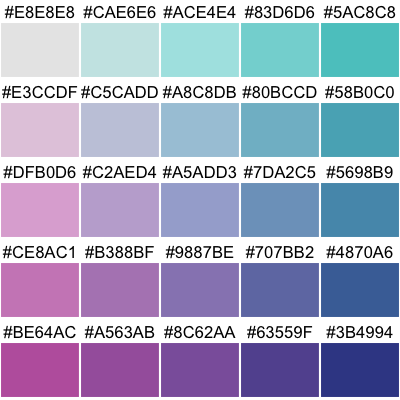 #E8E8E8 #CAE6E6 #ACE4E4 #83D6D6 #5AC8C8
#E3CCDF #C5CADD #A8C8DB #80BCCD #58B0C0
#DFB0D6 #C2AED4 #A5ADD3 #7DA2C5 #5698B9
#CE8AC1 #B388BF #9887BE #707BB2 #4870A6
#BE64AC #A563AB #8C62AA #63559F #3B4994